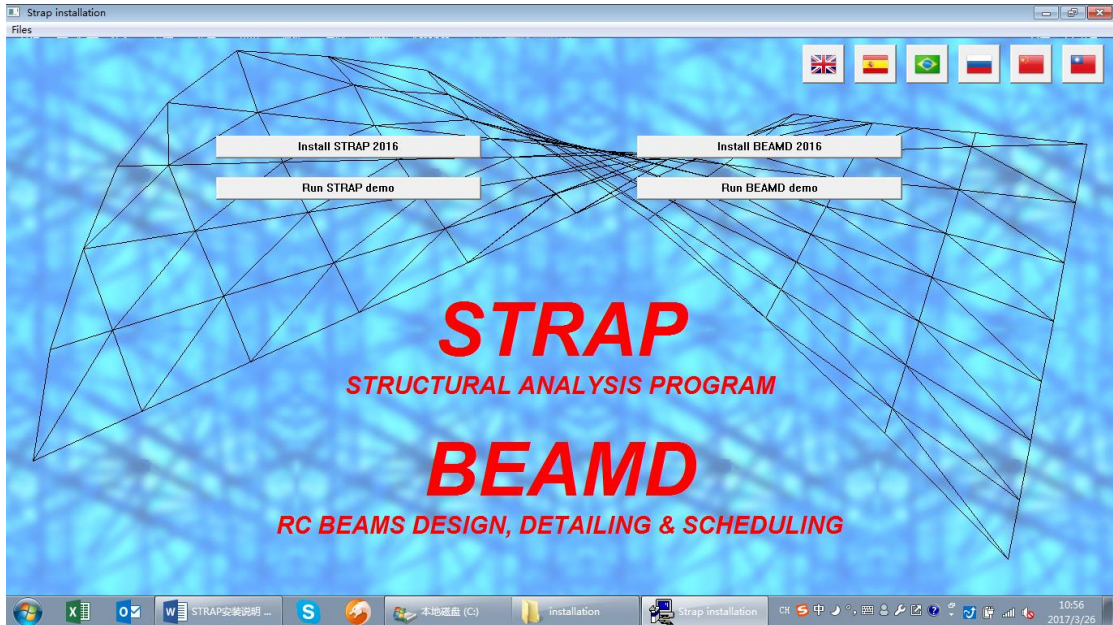 Strap installation
Files
Install STRAP 2016
Install BEAMD 2016
Run STRAP demo
Run BEAMD demo
STRAP
STRUCTURAL ANALYSIS PROGRAM
BEAMD
RC BEAMS DESIGN, DETAILING & SCHEDULING
STRAP安装说明 ...
本地磁盘 (C:)
installation
Strap installation
CH
中
10:56
2017/3/26